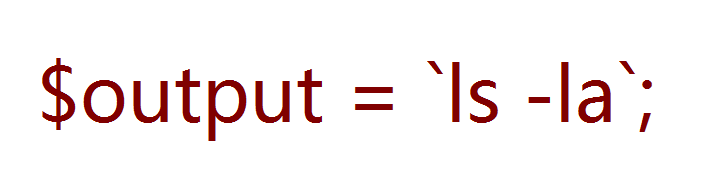 $output = `ls -la`;